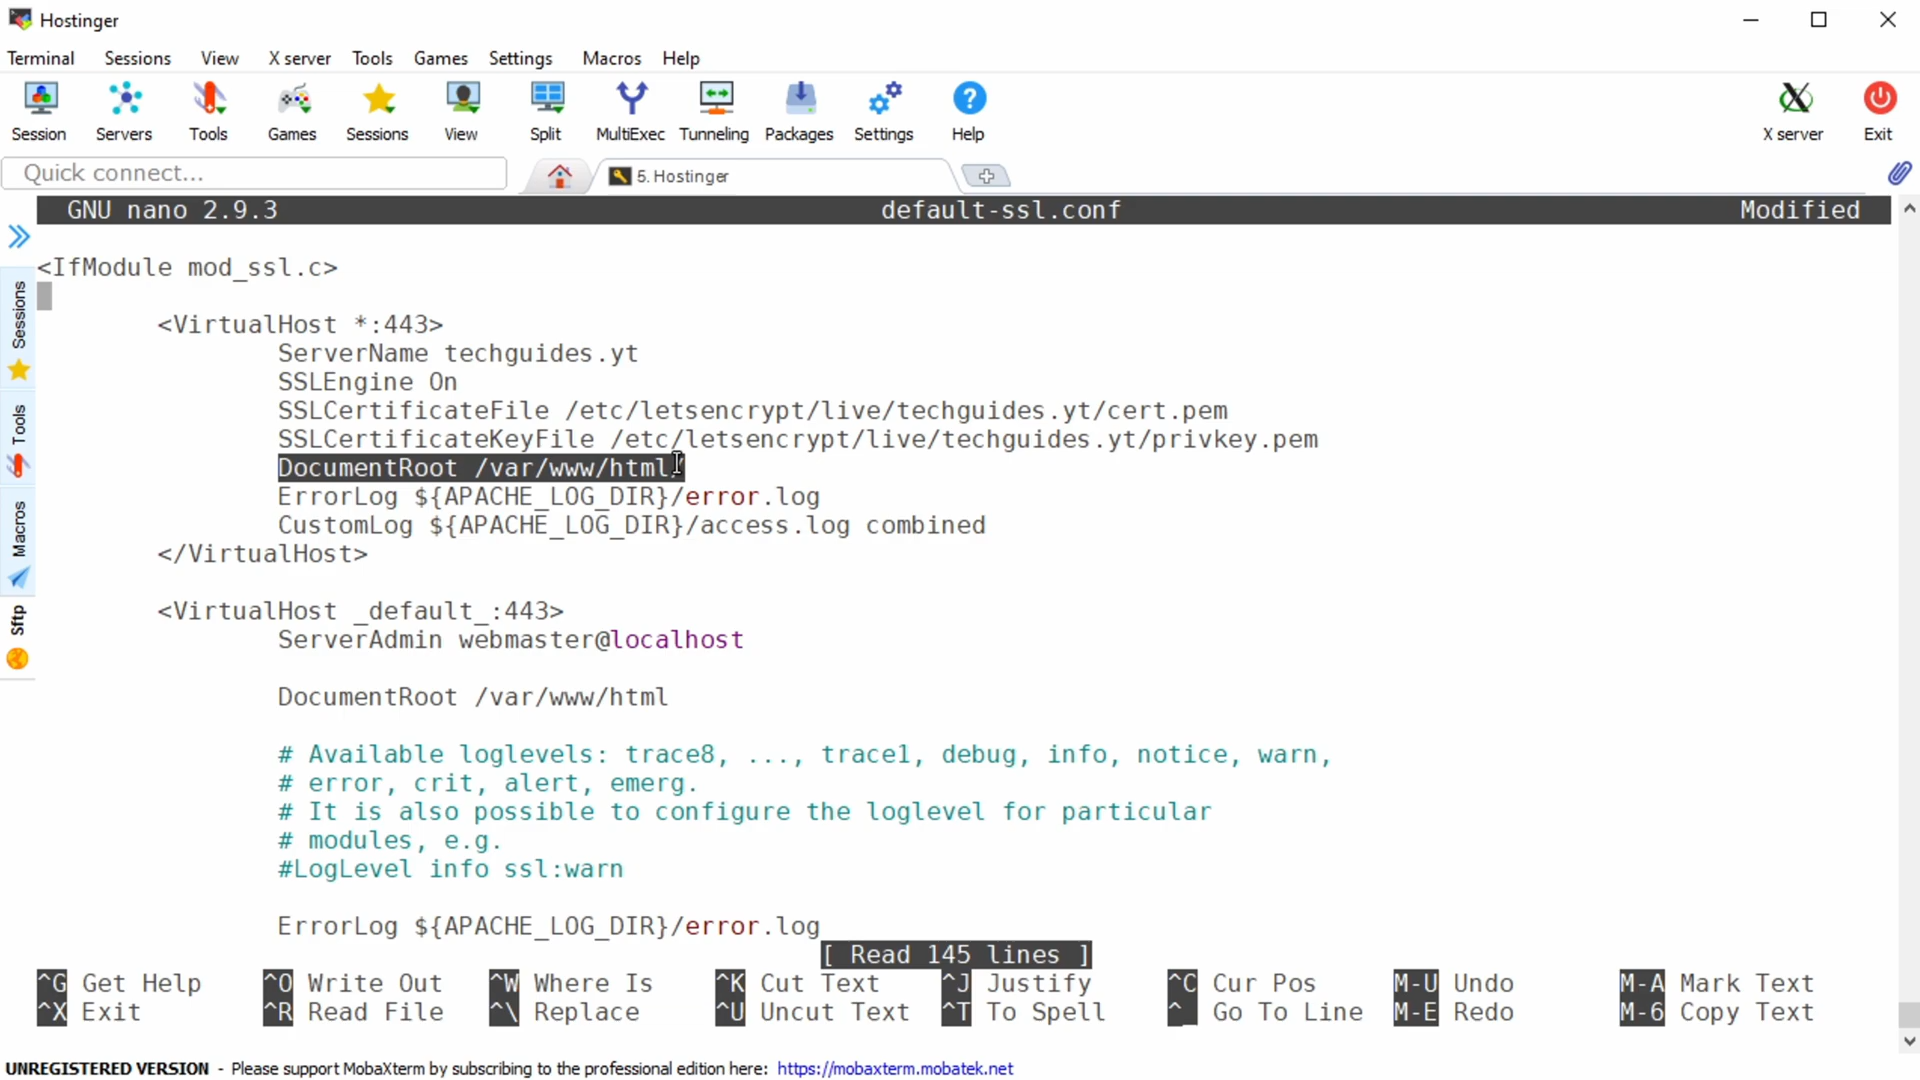 Hostinger
Terminal Sessions View X server Tools Games Settings Macros Help
Session Servers Tools Games Sessions View Split MultiExec Tunneling Packages Settings Help X server Exit
Quick connect... 5. Hostinger
GNU nano 2.9.3 default-ssl.conf Modified
<IfModule mod_ssl.c>
<VirtualHost *:443>
ServerName techguides.yt
SSLEngine On
SSLCertificateFile /etc/letsencrypt/live/techguides.yt/cert.pem
SSLCertificateKeyFile /etc/letsencrypt/live/techguides.yt/privkey.pem
DocumentRoot /var/www/html/
ErrorLog ${APACHE_LOG_DIR}/error.log
CustomLog ${APACHE_LOG_DIR}/access.log combined
</VirtualHost>
<VirtualHost _default_:443>
ServerAdmin webmaster@localhost
DocumentRoot /var/www/html
# Available loglevels: trace8, ..., trace1, debug, info, notice, warn,
# error, crit, alert, emerg.
# It is also possible to configure the loglevel for particular
# modules, e.g.
#LogLevel info ssl:warn
ErrorLog ${APACHE_LOG_DIR}/error.log
[ Read 145 lines ]
^G Get Help ^O Write Out ^W Where Is ^K Cut Text ^J Justify ^C Cur Pos M-U Undo M-A Mark Text
^X Exit ^R Read File ^\ Replace ^U Uncut Text ^T To Spell ^_ Go To Line M-E Redo M-6 Copy Text
Sessions
Tools
Macros
Sftp
UNREGISTERED VERSION - Please support MobaXterm by subscribing to the professional edition here: https://mobaxterm.mobatek.net